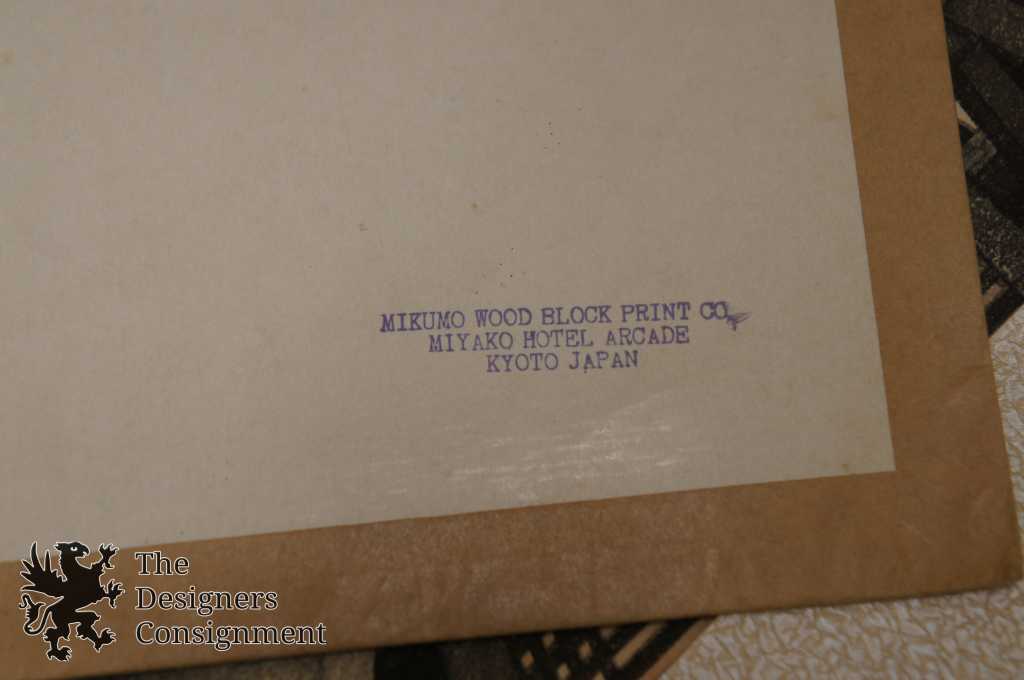 MIKUMO WOOD BLOCK PRINT CO.
MIYAKO HOTEL ARCADE
KYOTO JAPAN
The
Designers
Consignment